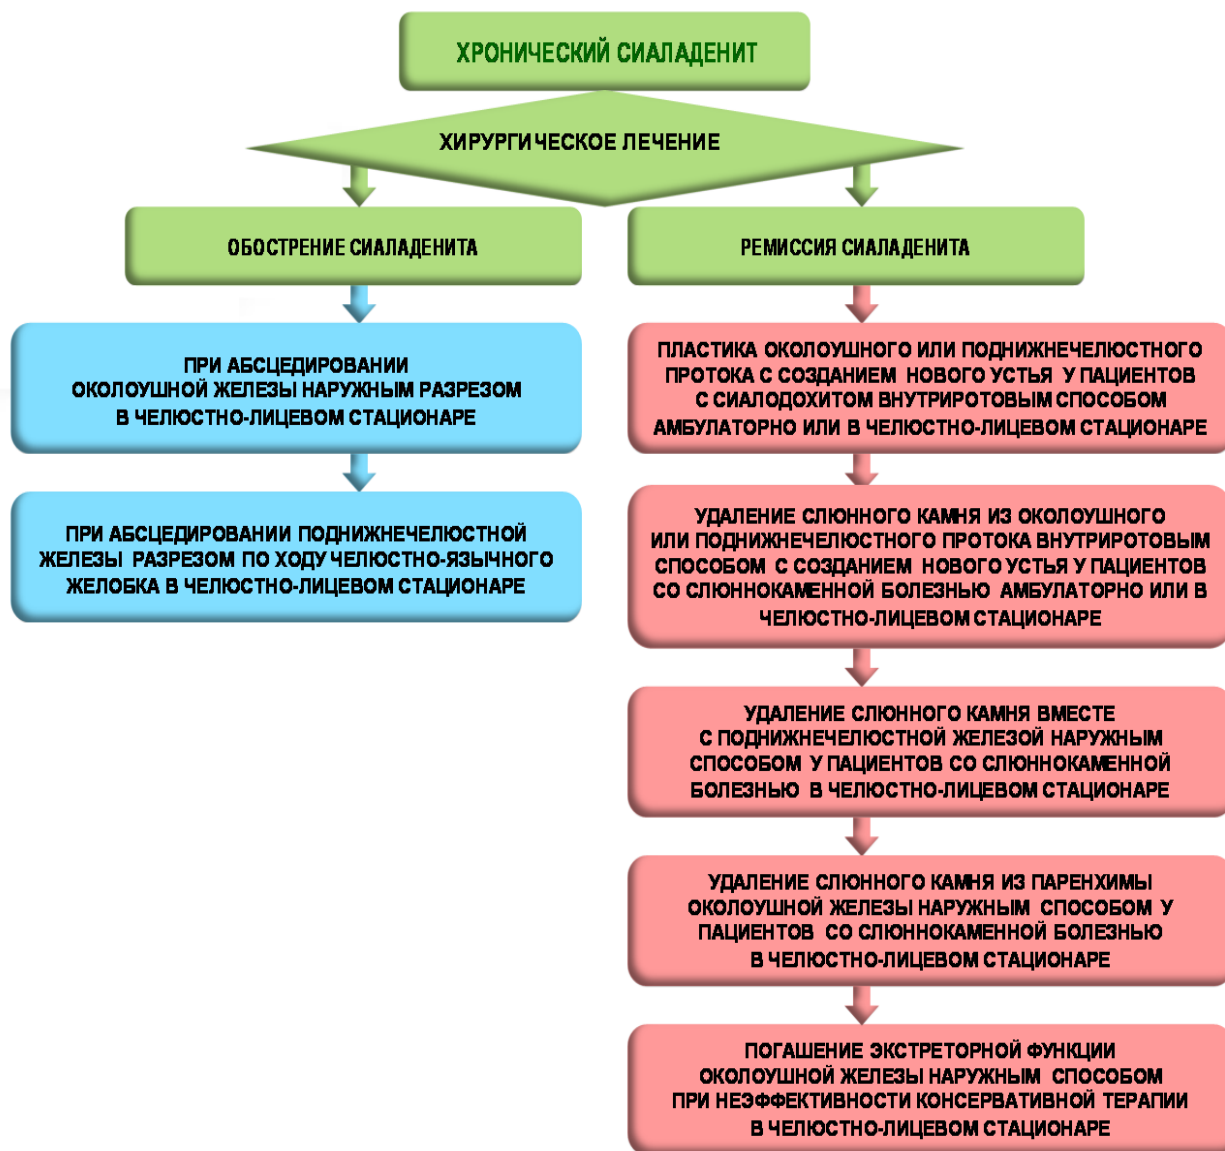 ХРОНИЧЕСКИЙ СИАЛАДЕНИТ
ХИРУРГИЧЕСКОЕ ЛЕЧЕНИЕ
ОБОСТРЕНИЕ СИАЛАДЕНИТА
ПРИ АБСЦЕДИРОВАНИИ
ОКОЛОУШНОЙ ЖЕЛЕЗЫ НАРУЖНЫМ РАЗРЕЗОМ
В ЧЕЛЮСТНО-ЛИЦЕВОМ СТАЦИОНАРЕ
ПРИ АБСЦЕДИРОВАНИИ ПОДНИЖНЕЧЕЛЮСТНОЙ
ЖЕЛЕЗЫ РАЗРЕЗОМ ПО ХОДУ ЧЕЛЮСТНО-ЯЗЫЧНОГО
ЖЕЛОБКА В ЧЕЛЮСТНО-ЛИЦЕВОМ СТАЦИОНАРЕ
РЕМИССИЯ СИАЛАДЕНИТА
ПЛАСТИКА ОКОЛОУШНОГО ИЛИ ПОДНИЖНЕЧЕЛЮСТНОГО
ПРОТОКА С СОЗДАНИЕМ НОВОГО УСТЬЯ У ПАЦИЕНТОВ
С СИАЛОДОХИТОМ ВНУТРИРОТОВЫМ СПОСОБОМ
АМБУЛАТОРНО ИЛИ В ЧЕЛЮСТНО-ЛИЦЕВОМ СТАЦИОНАРЕ
УДАЛЕНИЕ СЛЮННОГО КАМНЯ ИЗ ОКОЛОУШНОГО
ИЛИ ПОДНИЖНЕЧЕЛЮСТНОГО ПРОТОКА ВНУТРИРОТОВЫМ
СПОСОБОМ С СОЗДАНИЕМ НОВОГО УСТЬЯ У ПАЦИЕНТОВ
СО СЛЮННОКАМЕННОЙ БОЛЕЗНЬЮ АМБУЛАТОРНО ИЛИ В
ЧЕЛЮСТНО-ЛИЦЕВОМ СТАЦИОНАРЕ
УДАЛЕНИЕ СЛЮННОГО КАМНЯ ВМЕСТЕ
С ПОДНИЖНЕЧЕЛЮСТНОЙ ЖЕЛЕЗОЙ НАРУЖНЫМ
СПОСОБОМ У ПАЦИЕНТОВ СО СЛЮННОКАМЕННОЙ
БОЛЕЗНЬЮ В ЧЕЛЮСТНО-ЛИЦЕВОМ СТАЦИОНАРЕ
УДАЛЕНИЕ СЛЮННОГО КАМНЯ ИЗ ПАРЕНХИМЫ
ОКОЛОУШНОЙ ЖЕЛЕЗЫ НАРУЖНЫМ СПОСОБОМ У
ПАЦИЕНТОВ СО СЛЮННОКАМЕННОЙ БОЛЕЗНЬЮ
В ЧЕЛЮСТНО-ЛИЦЕВОМ СТАЦИОНАРЕ
ПОГАШЕНИЕ ЭКСТРЕТОРНОЙ ФУНКЦИИ
ОКОЛОУШНОЙ ЖЕЛЕЗЫ НАРУЖНЫМ СПОСОБОМ
ПРИ НЕЭФФЕКТИВНОСТИ КОНСЕРВАТИВНОЙ ТЕРАПИИ
В ЧЕЛЮСТНО-ЛИЦЕВОМ СТАЦИОНАРЕ